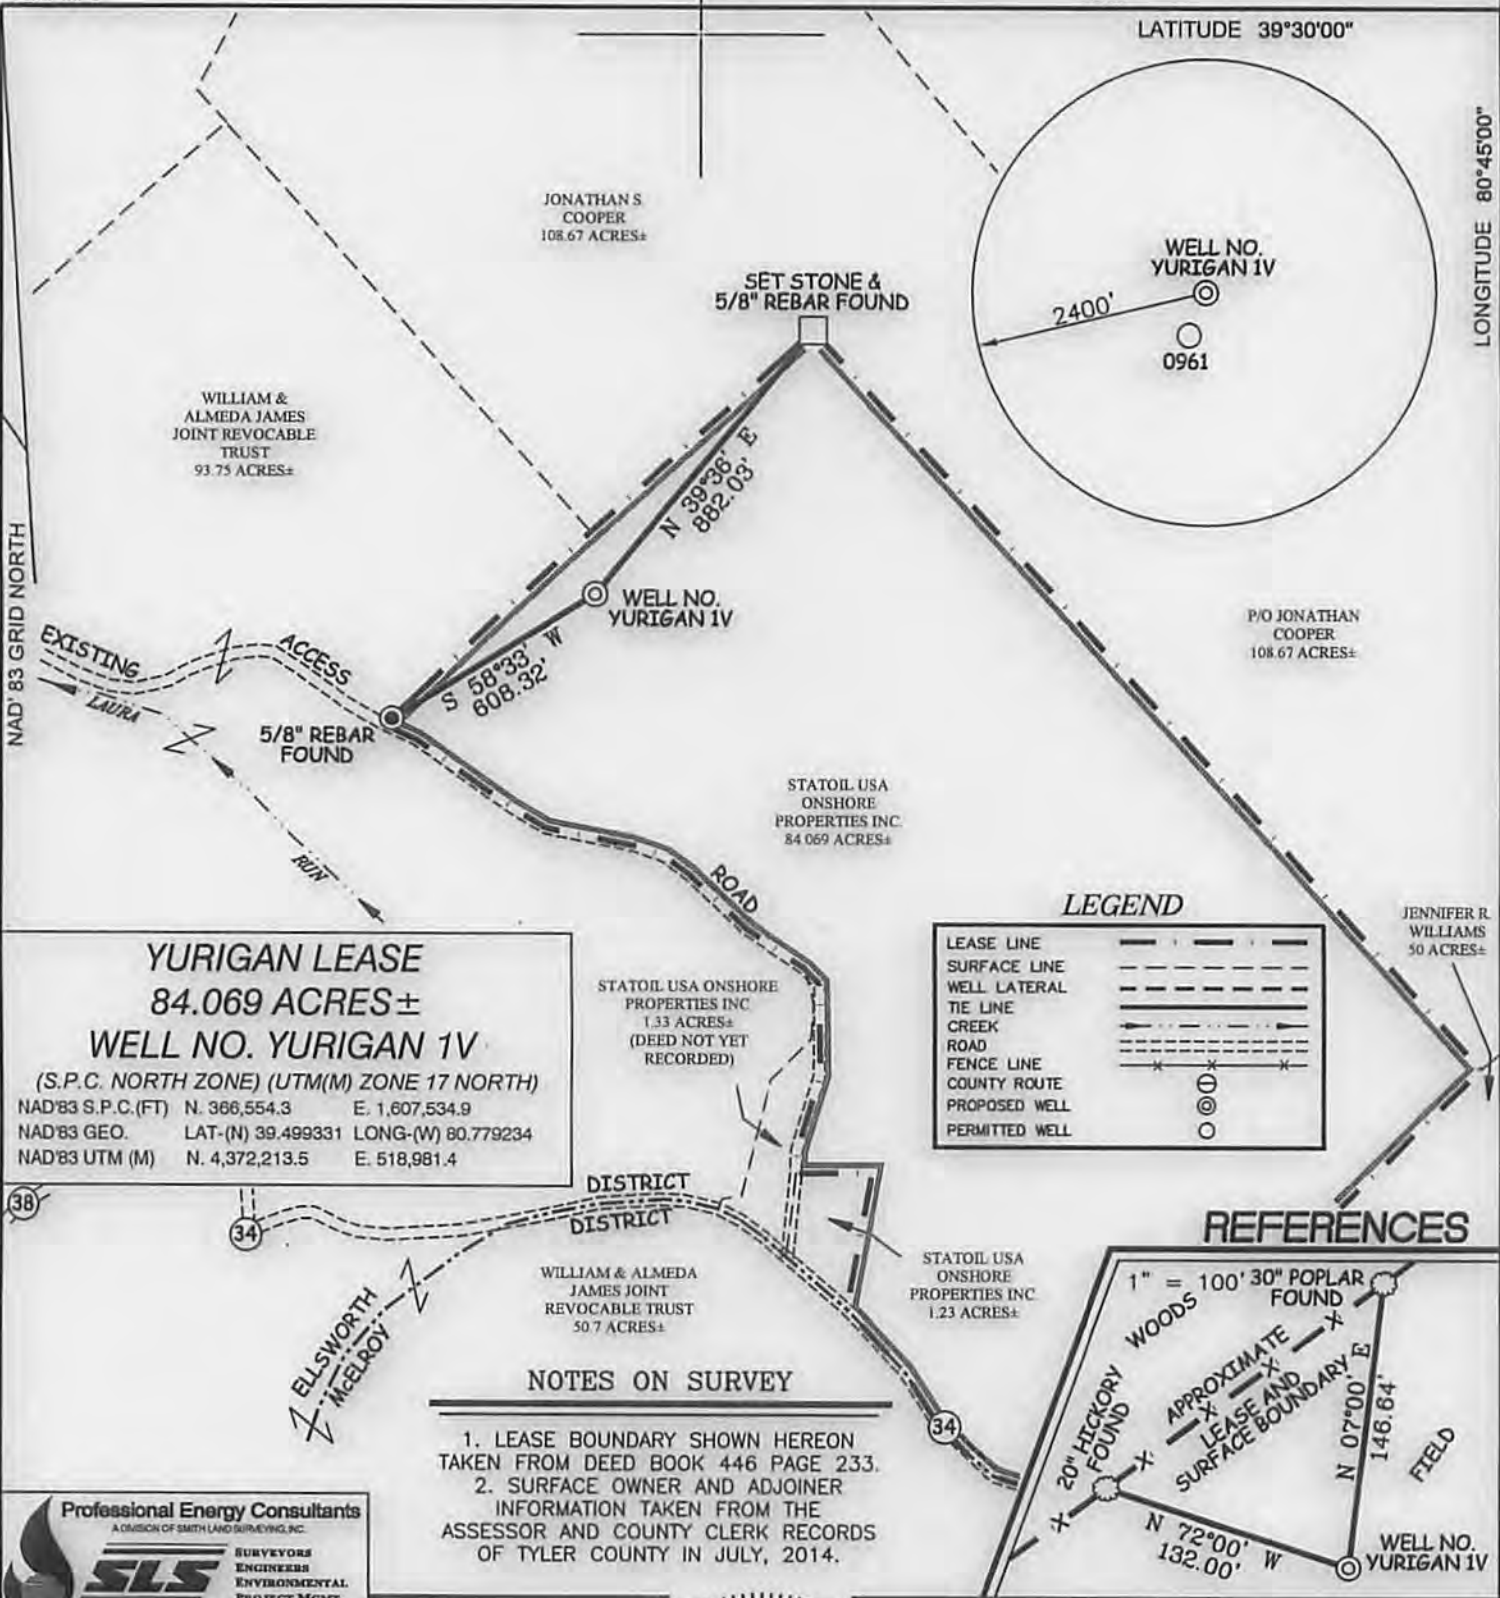 LATITUDE 39°30'00"
LONGITUDE 80°45'00"
JONATHAN S.
COOPER
108.67 ACRES±
WELL NO.
YURIGAN 1V
2400'
0961
SET STONE &
5/8" REBAR FOUND
WILLIAM &
ALMEDA JAMES
JOINT REVOCABLE
TRUST
93.75 ACRES±
N 39°36' E
882.03'
NAD'83 GRID NORTH
WELL NO.
YURIGAN 1V
P/O JONATHAN
COOPER
108.67 ACRES±
EXISTING
ACCESS
S 58°33' W
608.32'
LAURA
5/8" REBAR
FOUND
STATOIL USA
ONSHORE
PROPERTIES INC.
84.069 ACRES±
RUN
ROAD
LEGEND
LEASE LINE
SURFACE LINE
WELL LATERAL
TIE LINE
CREEK
ROAD
FENCE LINE
COUNTY ROUTE
PROPOSED WELL
PERMITTED WELL
JENNIFER R.
WILLIAMS
50 ACRES±
YURIGAN LEASE
84.069 ACRES±
WELL NO. YURIGAN 1V
(S.P.C. NORTH ZONE) (UTM(M) ZONE 17 NORTH)
NAD'83 S.P.C.(FT) N. 366,554.3 E. 1,607,534.9
NAD'83 GEO. LAT-(N) 39.499331 LONG-(W) 80.779234
NAD'83 UTM (M) N. 4,372,213.5 E. 518,981.4
STATOIL USA ONSHORE
PROPERTIES INC
1.33 ACRES±
(DEED NOT YET
RECORDED)
38
34
DISTRICT
DISTRICT
ELLSWORTH
McELROY
WILLIAM & ALMEDA
JAMES JOINT
REVOCABLE TRUST
50.7 ACRES±
STATOIL USA
ONSHORE
PROPERTIES INC
1.23 ACRES±
34
NOTES ON SURVEY
1. LEASE BOUNDARY SHOWN HEREON
TAKEN FROM DEED BOOK 446 PAGE 233.
2. SURFACE OWNER AND ADJOINER
INFORMATION TAKEN FROM THE
ASSESSOR AND COUNTY CLERK RECORDS
OF TYLER COUNTY IN JULY, 2014.
REFERENCES
1" = 100'
30" POPLAR
FOUND
WOODS
APPROXIMATE
LEASE AND
SURFACE BOUNDARY
20" HICKORY
FOUND
N 07°00' E
146.64'
FIELD
N 72°00' W
132.00'
WELL NO.
YURIGAN 1V
Professional Energy Consultants
A DIVISION OF SMITH LAND SURVEYING, INC.
SLS
SURVEYORS
ENGINEERS
ENVIRONMENTAL
PROJECT MGMT.